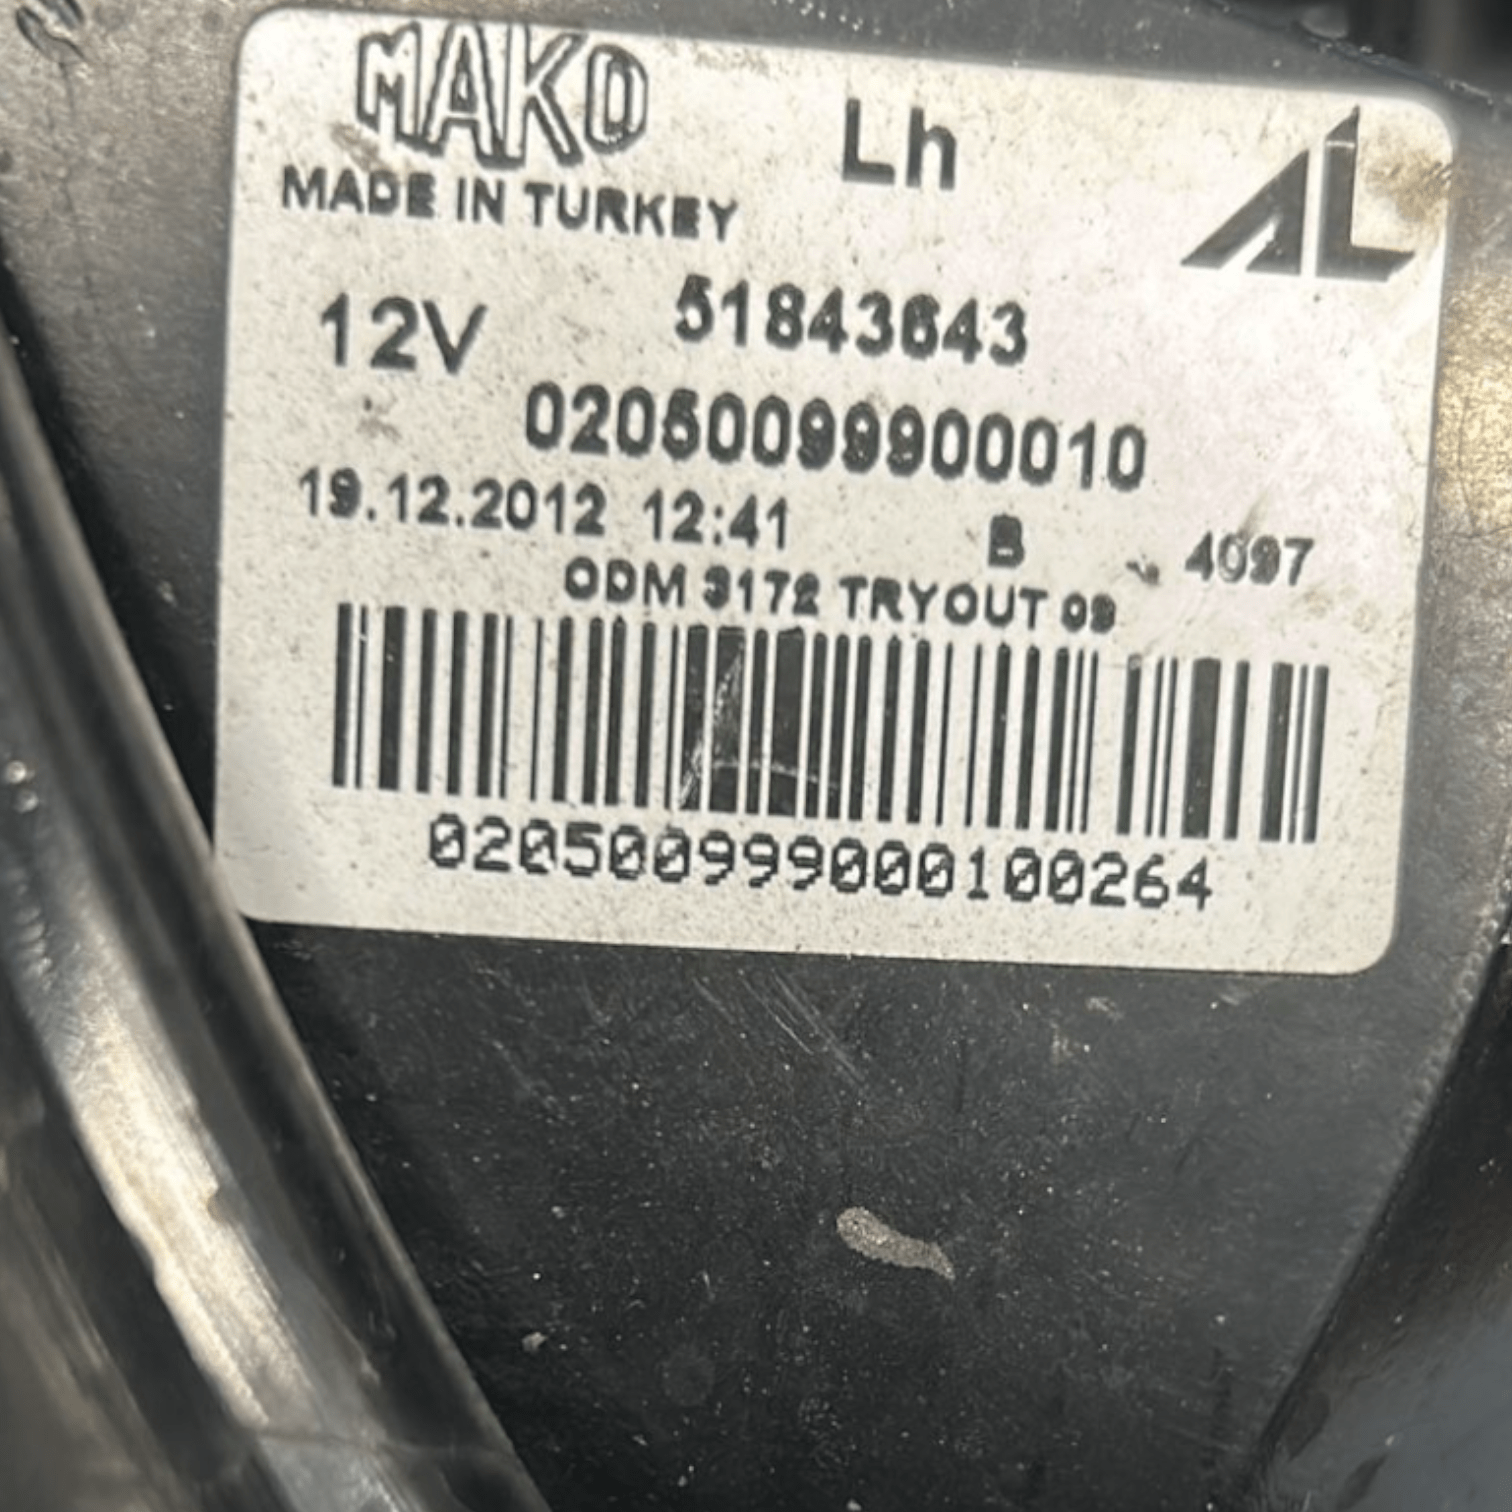 MAKO Lh AL
MADE IN TURKEY
12V 51843643
02050099900010
19.12.2012 12:41 B 4097
ODM 3172 TRYOUT 09
020500999000100264